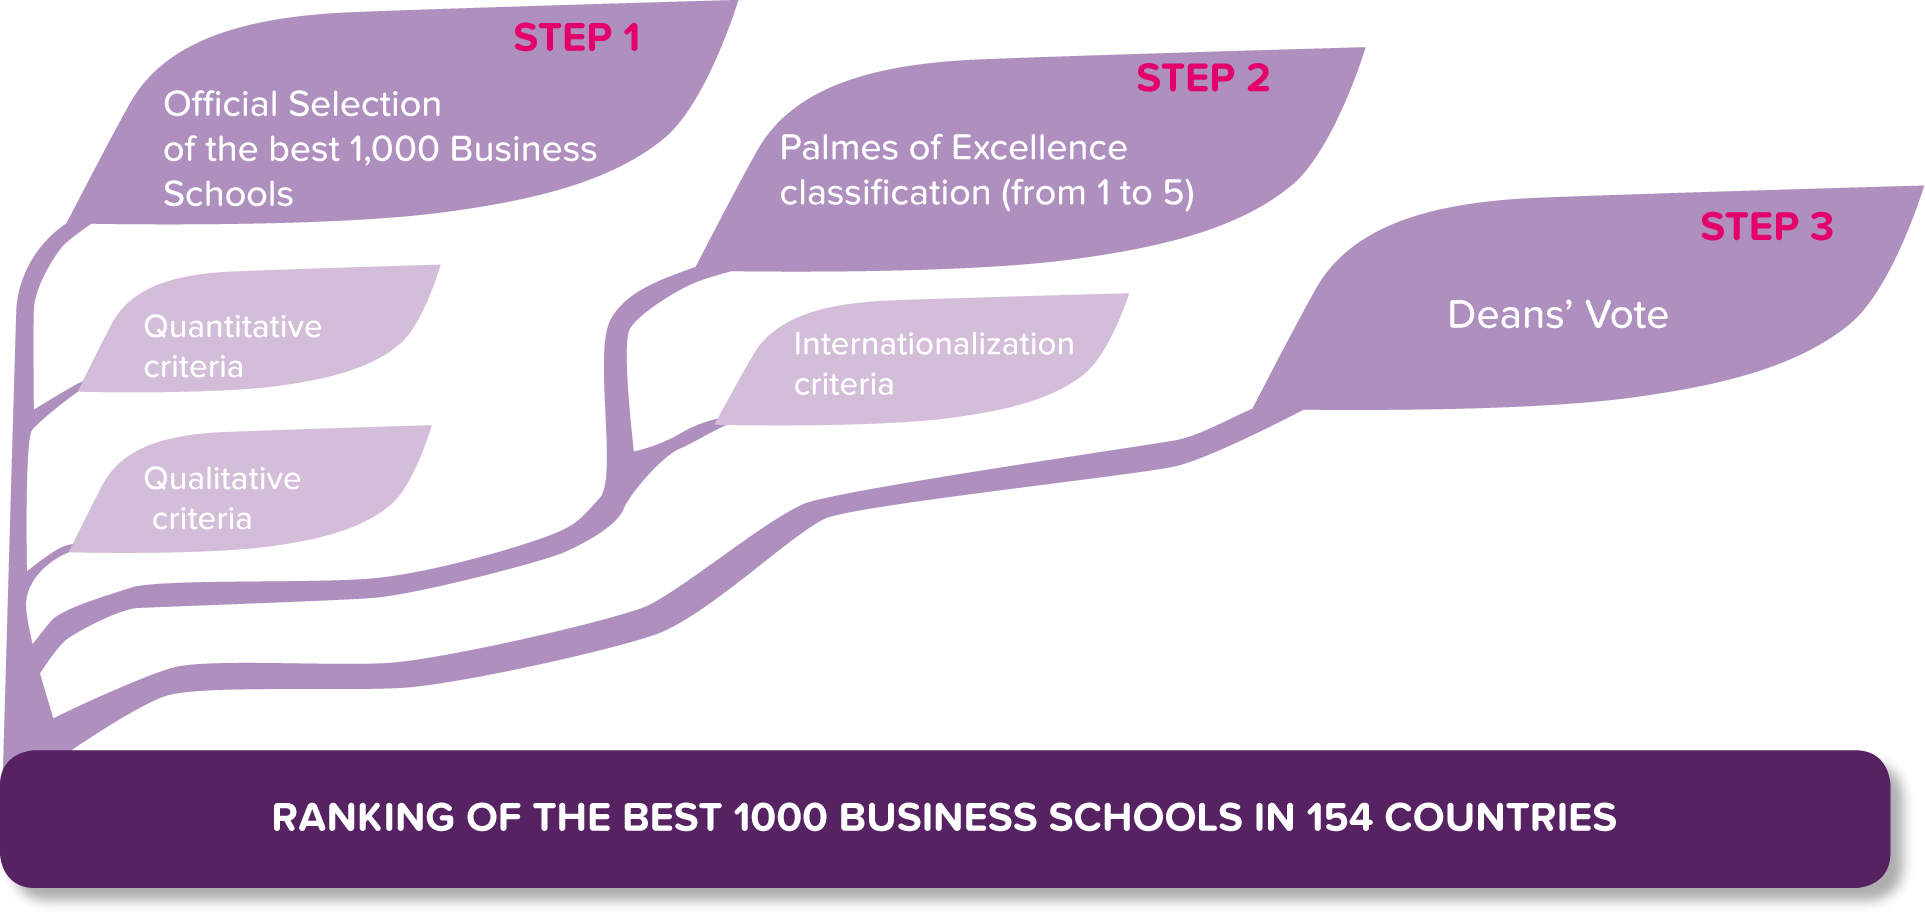 STEP 1
Official Selection
of the best 1,000 Business
Schools
Quantitative
criteria
Qualitative
criteria
STEP 2
Palmes of Excellence
classification (from 1 to 5)
Internationalization
criteria
STEP 3
Deans’ Vote
RANKING OF THE BEST 1000 BUSINESS SCHOOLS IN 154 COUNTRIES